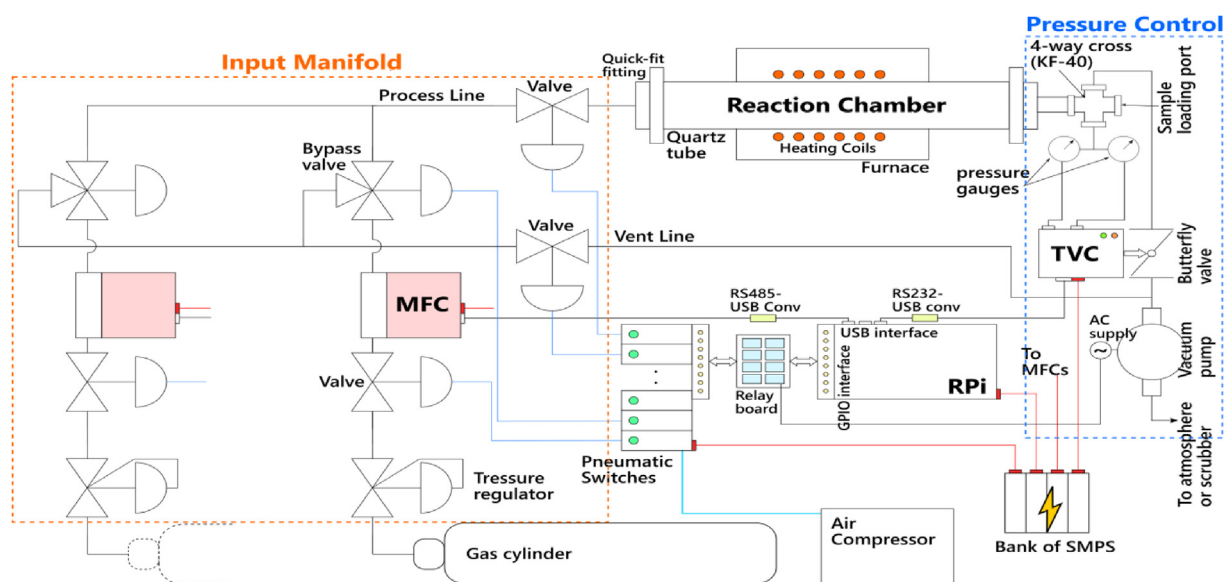 Pressure Control
Input Manifold
4-way cross
(KF-40)
Quick-fit
fitting
Valve
Process Line
Reaction Chamber
Sample
loading port
Bypass
valve
Quartz
tube
Heating Coils
Furnace
pressure
gauges
Valve
Vent Line
TVC
Butterfly
valve
MFC
RS485-
USB Conv
RS232-
USB conv
USB interface
AC
supply
~
Vacuum
pump
Valve
GPIO interface
RPi
To
MFCs
Relay
board
Pneumatic
Switches
Tressure
regulator
To atmosphere
or scrubber
Gas cylinder
Air
Compressor
Bank of SMPS